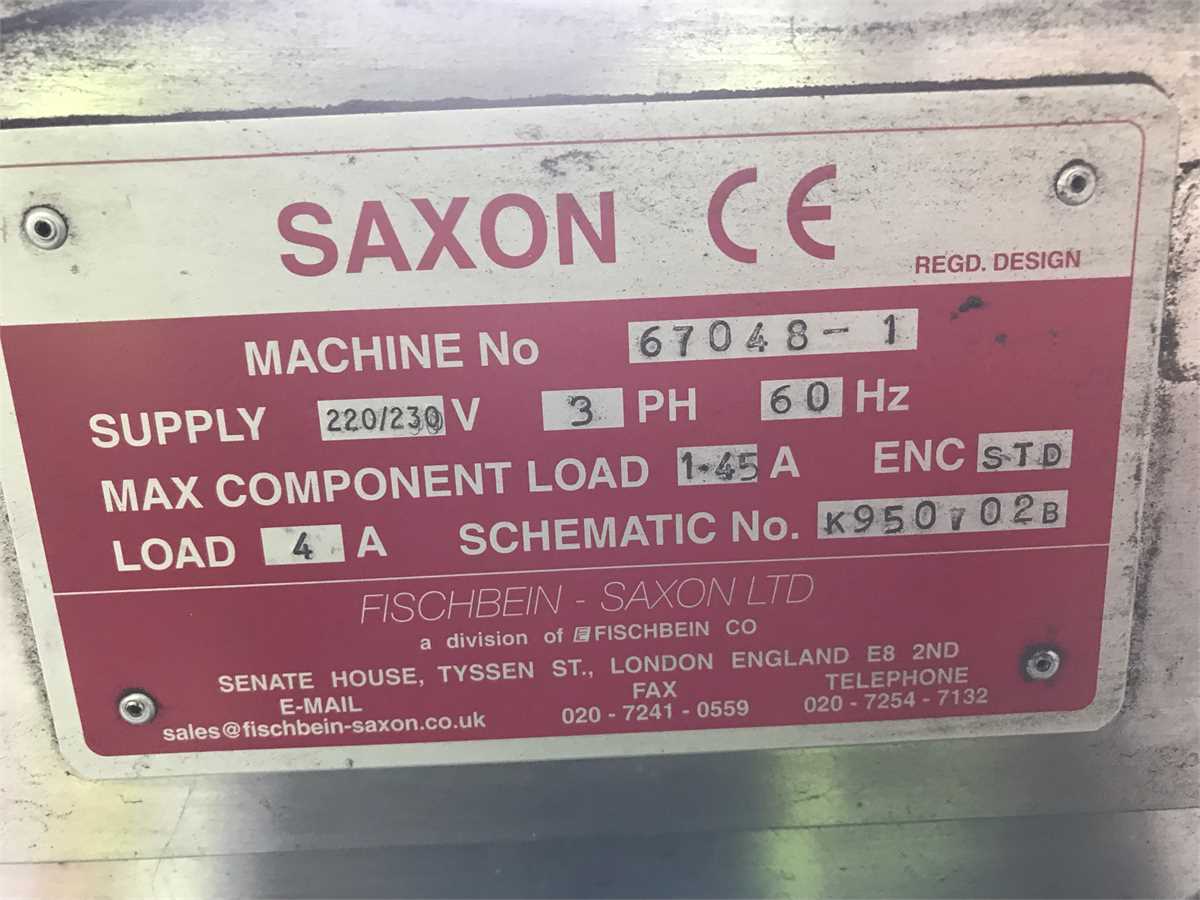 SAXON CE
REGD. DESIGN
MACHINE No 67048-1
SUPPLY 220/230 V 3 PH 60 Hz
MAX COMPONENT LOAD 1.45 A ENC STD
LOAD 4 A SCHEMATIC No. K950702B
FISCHBEIN - SAXON LTD
a division of FISCHBEIN CO
SENATE HOUSE, TYSSEN ST., LONDON ENGLAND E8 2ND
E-MAIL FAX TELEPHONE
sales@fischbein-saxon.co.uk 020 - 7241 - 0559 020 - 7254 - 7132